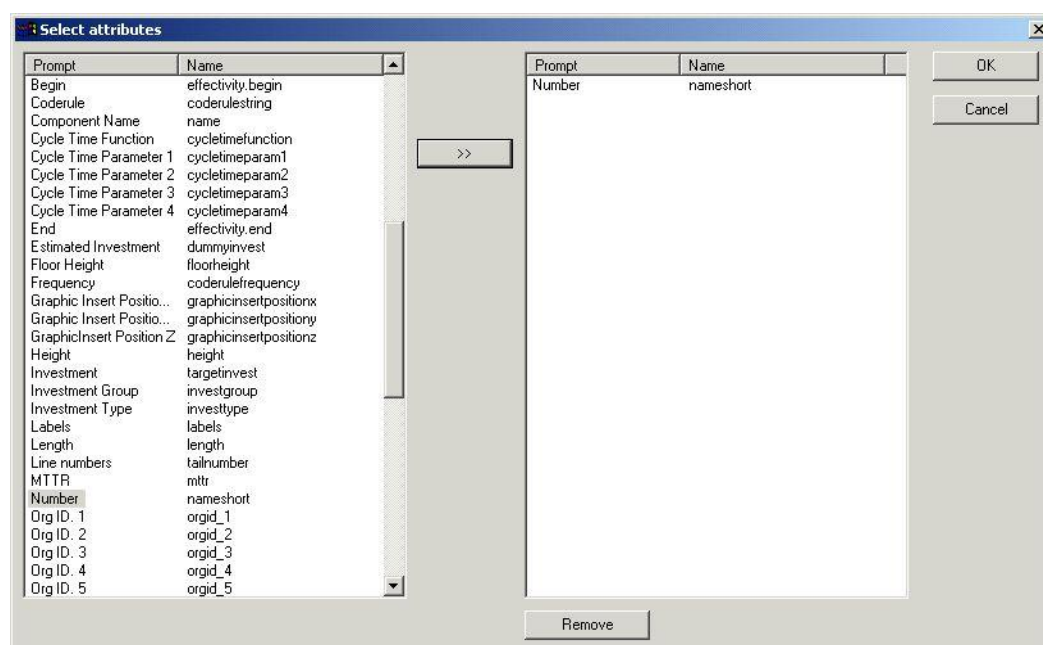 Select attributes
Prompt Name
Begin effectivity.begin
Coderule coderulestring
Component Name name
Cycle Time Function cycletimefunction
Cycle Time Parameter 1 cycletimeparam1
Cycle Time Parameter 2 cycletimeparam2
Cycle Time Parameter 3 cycletimeparam3
Cycle Time Parameter 4 cycletimeparam4
End effectivity.end
Estimated Investment dummyinvest
Floor Height floorheight
Frequency coderulefrequency
Graphic Insert Positio... graphicinsertpositionx
Graphic Insert Positio... graphicinsertpositiony
GraphicInsert Position Z graphicinsertpositionz
Height height
Investment targetinvest
Investment Group investgroup
Investment Type investtype
Labels labels
Length length
Line numbers tailnumber
MTTR mttr
Number nameshort
Org ID. 1 orgid_1
Org ID. 2 orgid_2
Org ID. 3 orgid_3
Org ID. 4 orgid_4
Org ID. 5 orgid_5
>>
Prompt Name
Number nameshort
Remove
OK
Cancel